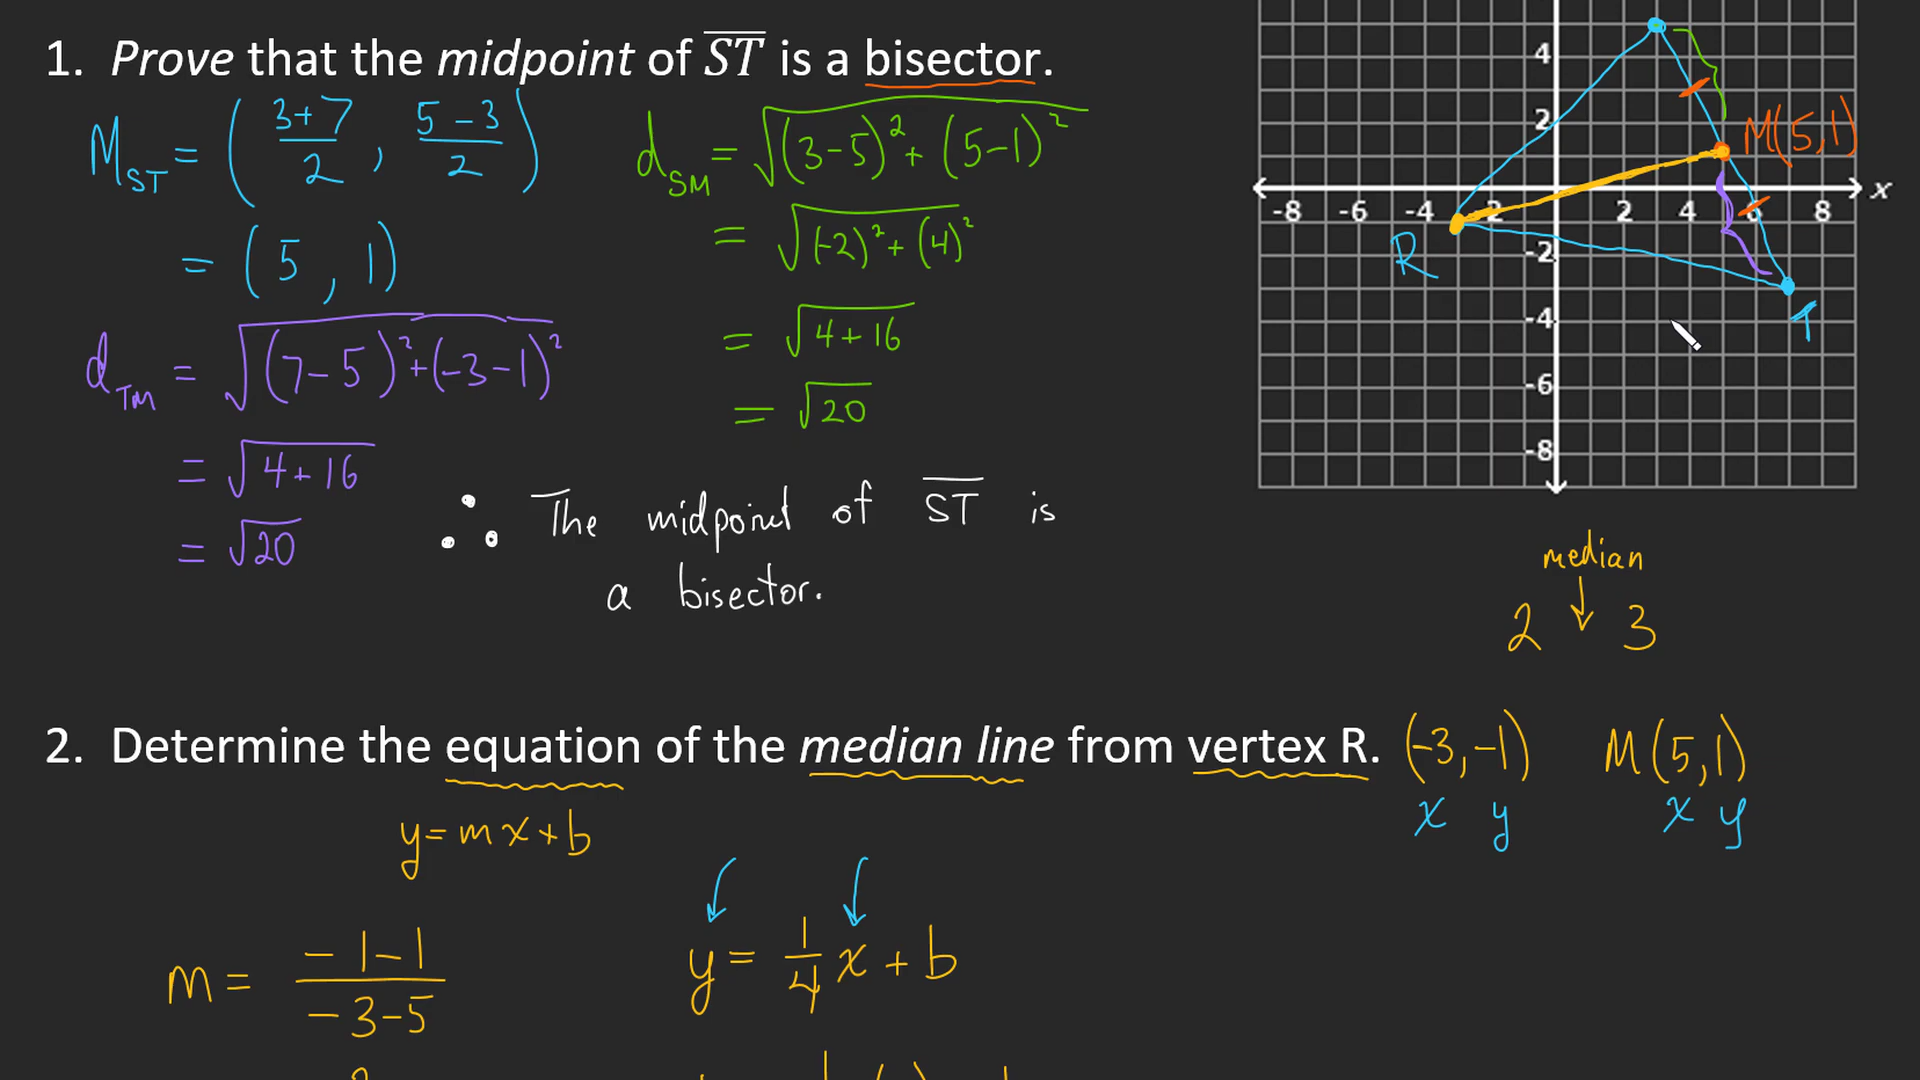 1. Prove that the midpoint of ST is a bisector.
M_ST = ( (3+7)/2 , (5-3)/2 )
= (5, 1)
d_TM = √((7-5)²+(-3-1)²)
= √(4+16)
= √20
d_SM = √((3-5)² + (5-1)²)
= √((-2)² + (4)²)
= √(4+16)
= √20
∴ The midpoint of ST is
a bisector.
4
2
-8 -6 -4 2 2 4 6 8 x
-2
-4
-6
-8
M(5,1)
R
T
median
2 ↓ 3
2. Determine the equation of the median line from vertex R. (-3,-1) M(5,1)
x y x y
y=mx+b
m = (-1-1)/(-3-5)
y = 1/4 x + b